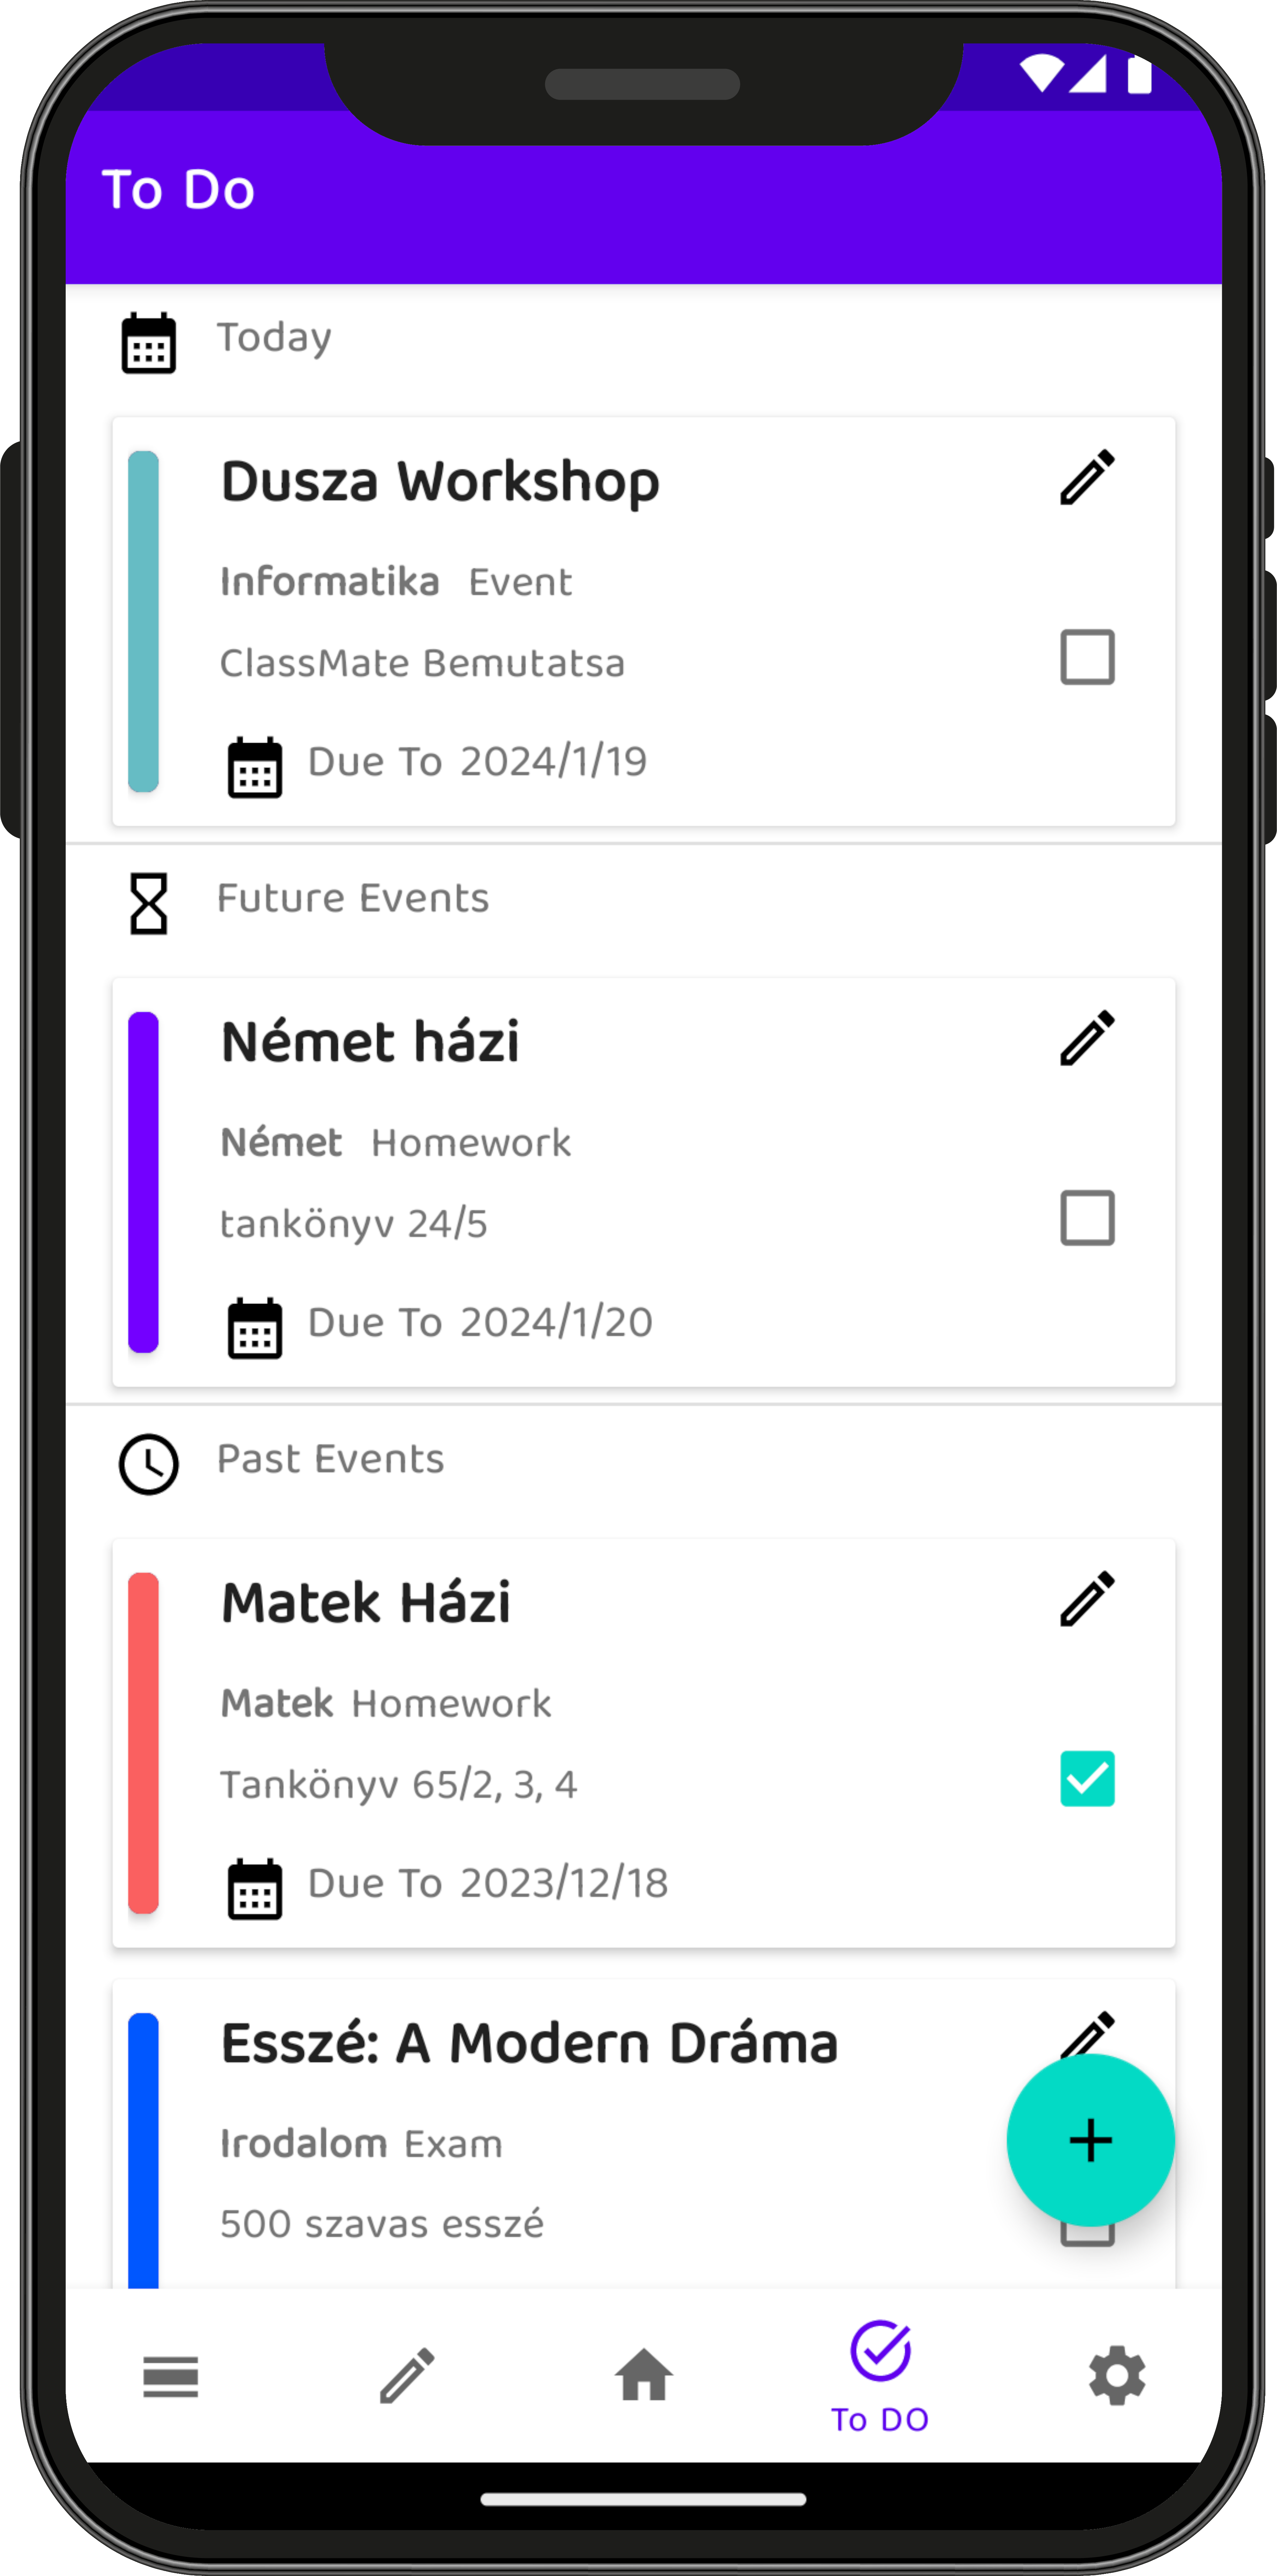 To Do
Today
Dusza Workshop
Informatika Event
ClassMate Bemutatsa
Due To 2024/1/19
Future Events
Német házi
Német Homework
tankönyv 24/5
Due To 2024/1/20
Past Events
Matek Házi
Matek Homework
Tankönyv 65/2, 3, 4
Due To 2023/12/18
Esszé: A Modern Dráma
Irodalom Exam
500 szavas esszé
To DO